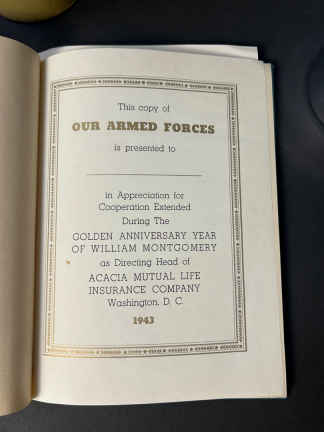 This copy of
OUR ARMED FORCES
is presented to
in Appreciation for
Cooperation Extended
During The
GOLDEN ANNIVERSARY YEAR
OF WILLIAM MONTGOMERY
as Directing Head of
ACACIA MUTUAL LIFE
INSURANCE COMPANY
Washington, D. C.
1943